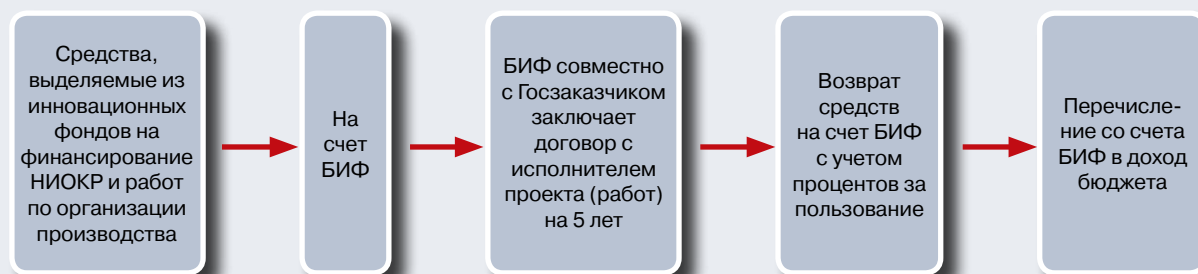 Средства,
выделяемые из
инновационных
фондов на
финансирование
НИОКР и работ
по организации
производства
На
счет
БИФ
БИФ совместно
с Госзаказчиком
заключает
договор с
исполнителем
проекта (работ)
на 5 лет
Возврат
средств
на счет БИФ
с учетом
процентов за
пользование
Перечисле-
ние со счета
БИФ в доход
бюджета